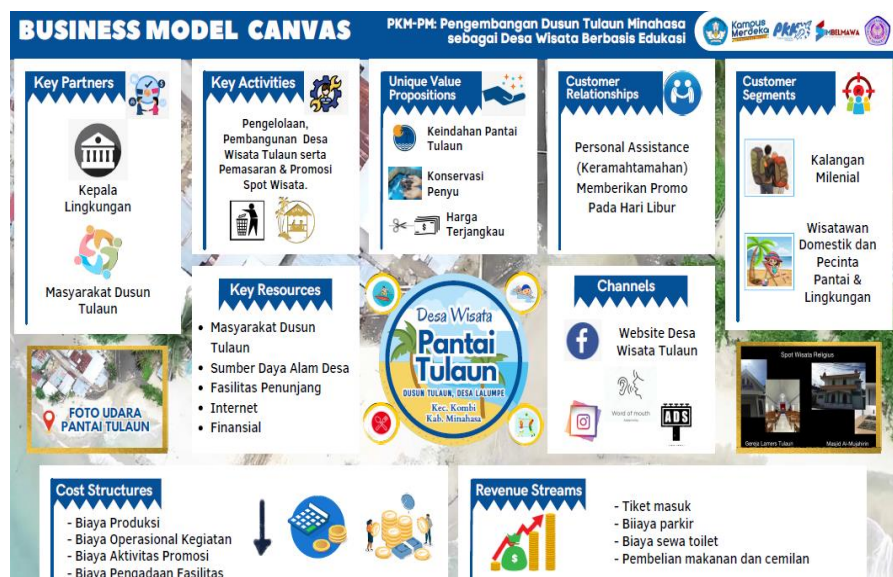 BUSINESS MODEL CANVAS
PKM-PM: Pengembangan Dusun Tulaun Minahasa
sebagai Desa Wisata Berbasis Edukasi
Kampus
Merdeka
PKM
SIMBELMAWA
Key Partners
Kepala
Lingkungan
Masyarakat Dusun
Tulaun
Key Activities
Pengelolaan,
Pembangunan Desa
Wisata Tulaun serta
Pemasaran & Promosi
Spot Wisata.
Unique Value
Propositions
Keindahan Pantai
Tulaun
Konservasi
Penyu
Harga
Terjangkau
Customer
Relationships
Personal Assistance
(Keramahtamahan)
Memberikan Promo
Pada Hari Libur
Customer
Segments
Kalangan
Milenial
Wisatawan
Domestik dan
Pecinta
Pantai &
Lingkungan
Key Resources
• Masyarakat Dusun
Tulaun
• Sumber Daya Alam Desa
• Fasilitas Penunjang
• Internet
• Finansial
Desa Wisata
Pantai
Tulaun
DUSUN TULAUN, DESA LALUMPE
Kec. Kombi
Kab. Minahasa
Channels
Website Desa
Wisata Tulaun
Word of mouth
ADS
FOTO UDARA
PANTAI TULAUN
Spot Wisata Religius
Gereja Lamers Tulaun
Masjid Al-Mujahirin
Cost Structures
- Biaya Produksi
- Biaya Operasional Kegiatan
- Biaya Aktivitas Promosi
- Biaya Pengadaan Fasilitas
Revenue Streams
- Tiket masuk
- Biiaya parkir
- Biaya sewa toilet
- Pembelian makanan dan cemilan